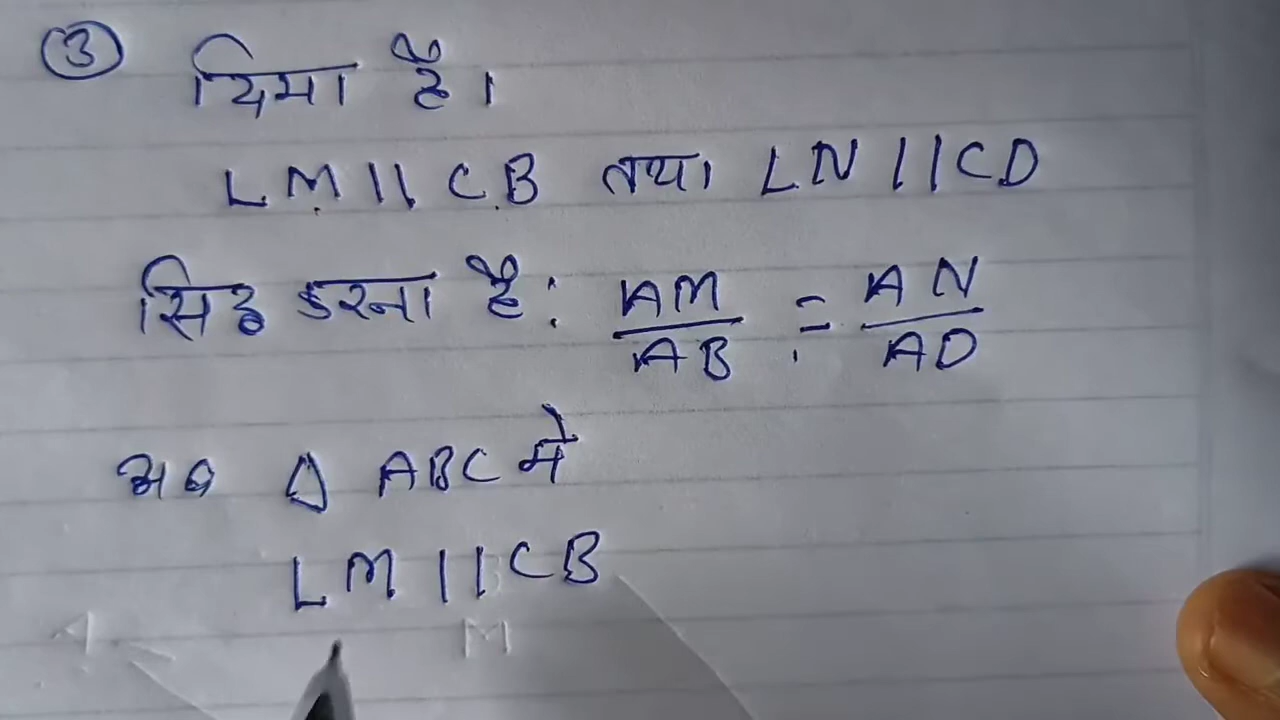 ③ दिया है।
LM || CB तथा LN || CD
सिद्ध करना है: AM/AB = AN/AD
अब △ ABC में
LM || CB
A M